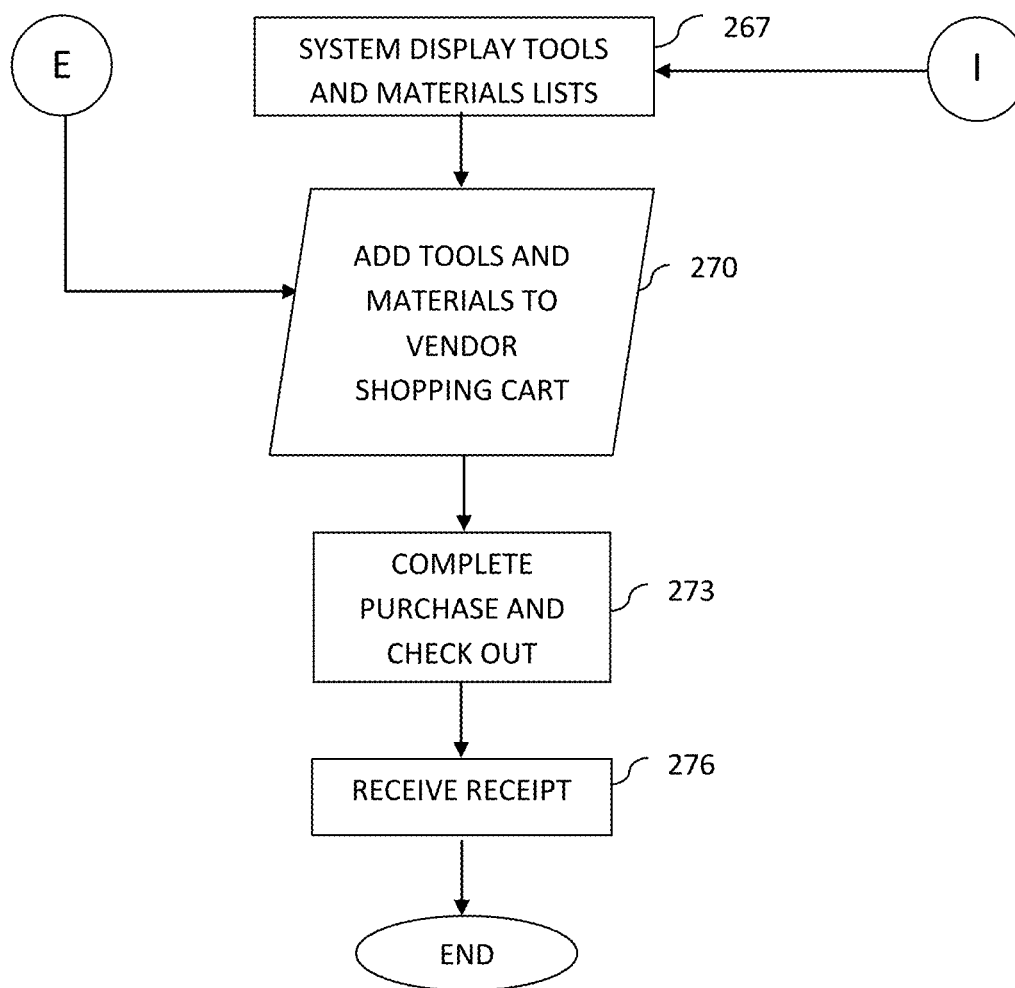 E
SYSTEM DISPLAY TOOLS
AND MATERIALS LISTS
267
I
ADD TOOLS AND
MATERIALS TO
VENDOR
SHOPPING CART
270
COMPLETE
PURCHASE AND
CHECK OUT
273
RECEIVE RECEIPT
276
END